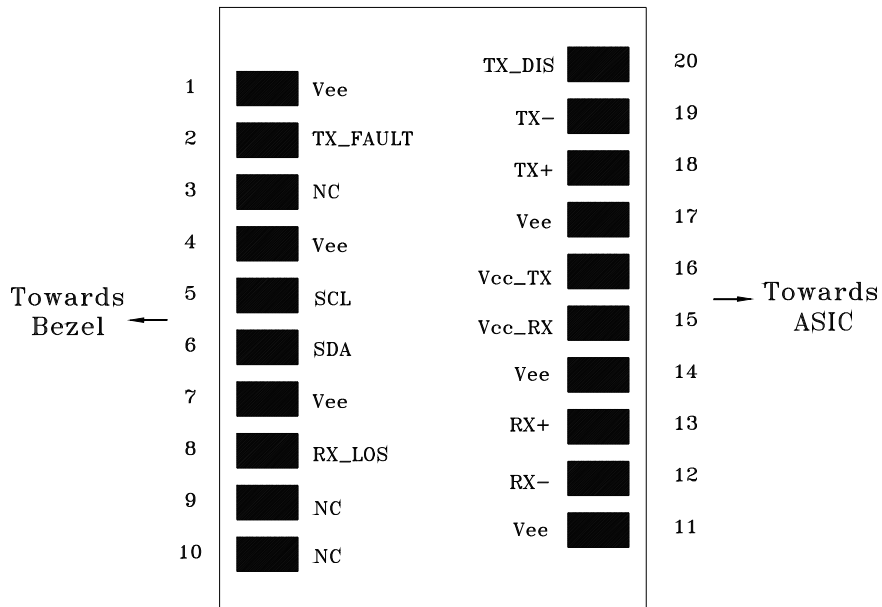 1 Vee
2 TX_FAULT
3 NC
4 Vee
5 SCL
6 SDA
7 Vee
8 RX_LOS
9 NC
10 NC
TX_DIS 20
TX- 19
TX+ 18
Vee 17
Vcc_TX 16
Vcc_RX 15
Vee 14
RX+ 13
RX- 12
Vee 11
Towards
Bezel
Towards
ASIC